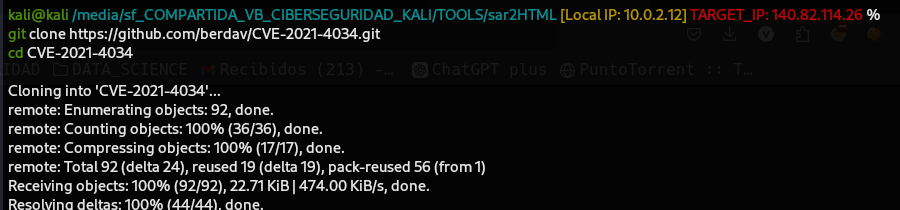 kali@kali /media/sf_COMPARTIDA_VB_CIBERSEGURIDAD_KALI/TOOLS/sar2HTML [Local IP: 10.0.2.12] TARGET_IP: 140.82.114.26 %
git clone https://github.com/berdav/CVE-2021-4034.git
cd CVE-2021-4034
IDAD DATA_SCIENCE Recibidos (213) -… ChatGPT plus PuntoTorrent :: T…
Cloning into 'CVE-2021-4034'...
remote: Enumerating objects: 92, done.
remote: Counting objects: 100% (36/36), done.
remote: Compressing objects: 100% (17/17), done.
remote: Total 92 (delta 24), reused 19 (delta 19), pack-reused 56 (from 1)
Receiving objects: 100% (92/92), 22.71 KiB | 474.00 KiB/s, done.
Resolving deltas: 100% (44/44), done.